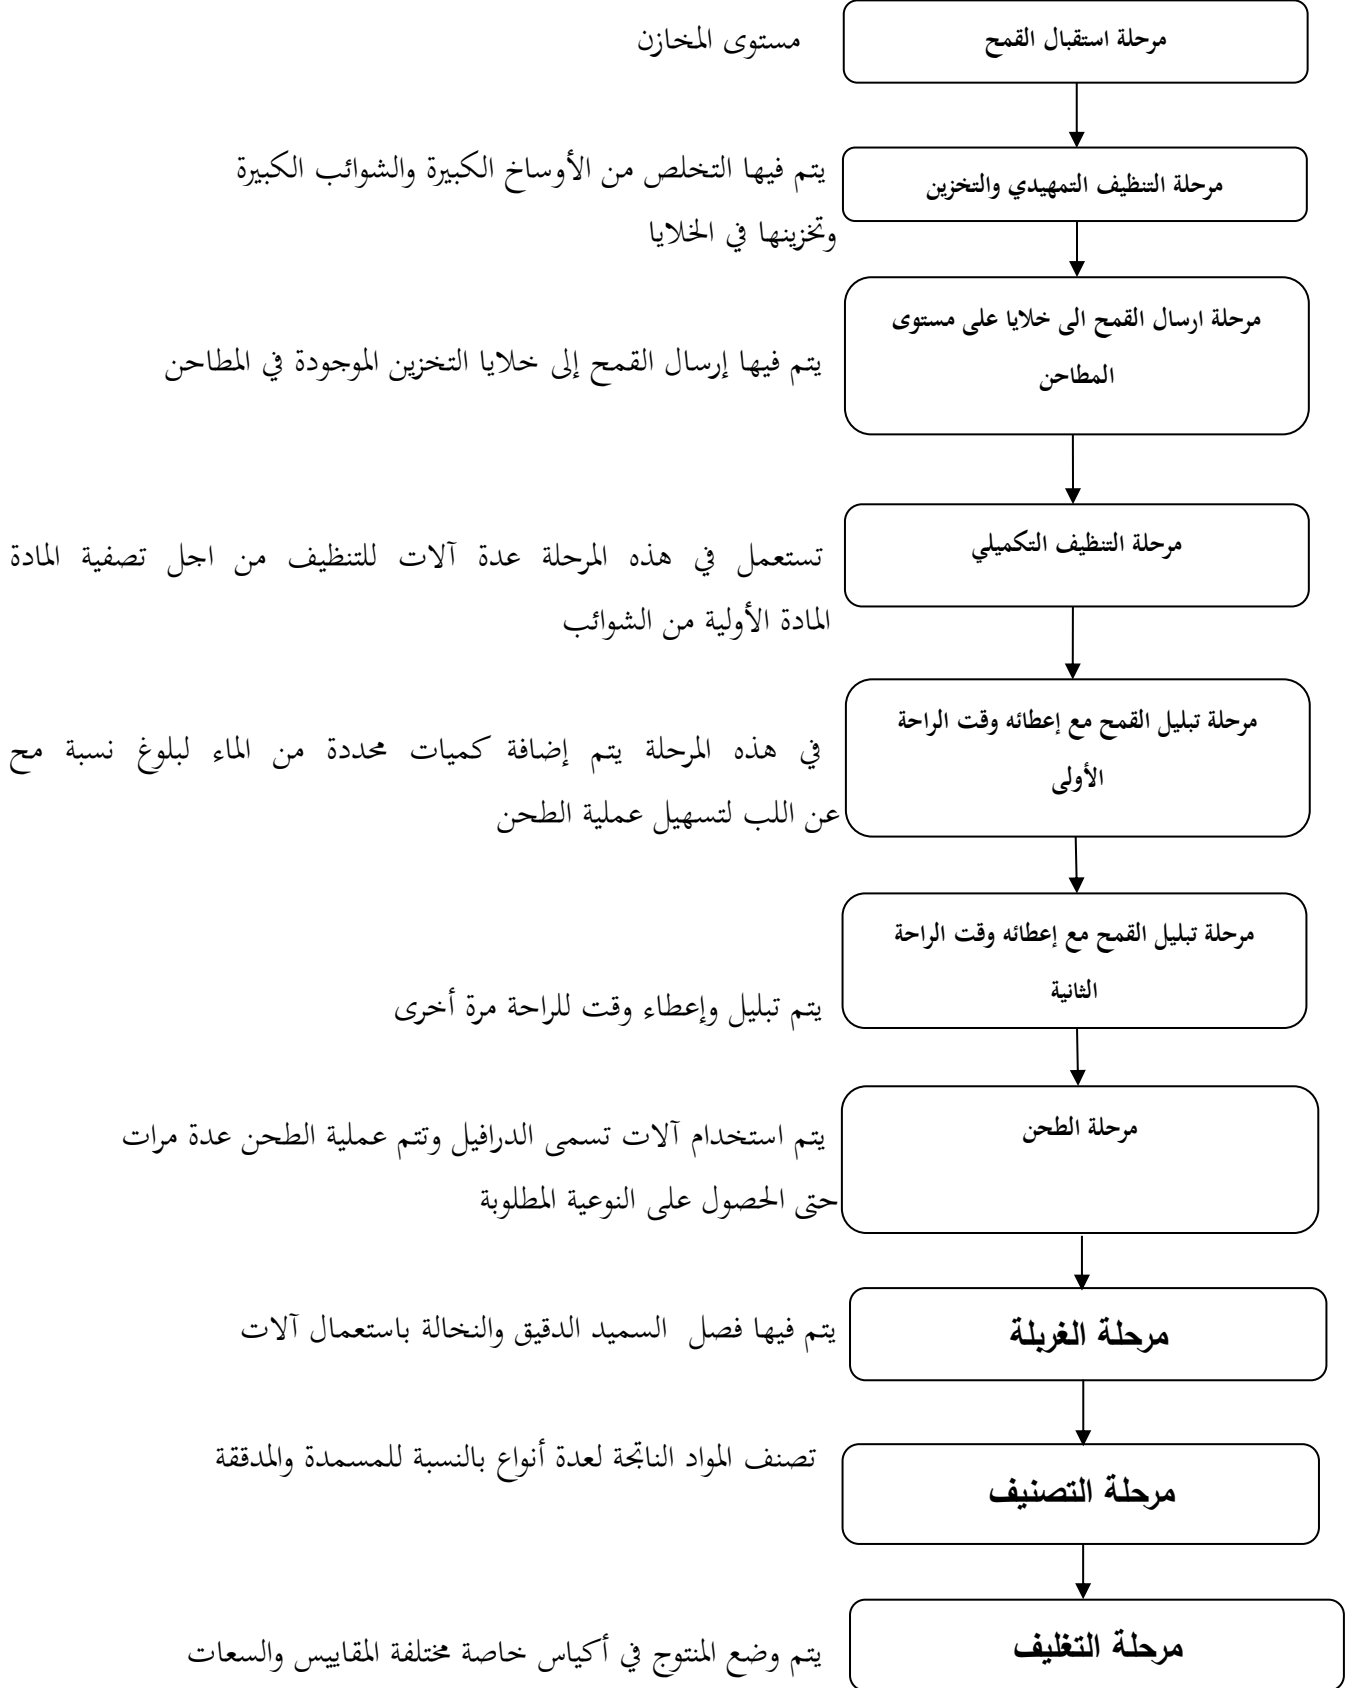 مرحلة استقبال القمح
مستوى المخازن
مرحلة التنظيف التمهيدي والتخزين
يتم فيها التخلص من الأوساخ الكبيرة والشوائب الكبيرة
وتخزينها في الخلايا
مرحلة ارسال القمح الى خلايا على مستوى
المطاحن
يتم فيها إرسال القمح إلى خلايا التخزين الموجودة في المطاحن
مرحلة التنظيف التكميلي
تستعمل في هذه المرحلة عدة آلات للتنظيف من اجل تصفية المادة
المادة الأولية من الشوائب
مرحلة تبليل القمح مع إعطائه وقت الراحة
الأولى
في هذه المرحلة يتم إضافة كميات محددة من الماء لبلوغ نسبة مح
عن اللب لتسهيل عملية الطحن
مرحلة تبليل القمح مع إعطائه وقت الراحة
الثانية
يتم تبليل وإعطاء وقت للراحة مرة أخرى
مرحلة الطحن
يتم استخدام آلات تسمى الدرافيل وتتم عملية الطحن عدة مرات
حتى الحصول على النوعية المطلوبة
مرحلة الغربلة
يتم فيها فصل السميد الدقيق والنخالة باستعمال آلات
مرحلة التصنيف
تصنف المواد الناتجة لعدة أنواع بالنسبة للمسمدة والمدققة
مرحلة التغليف
يتم وضع المنتوج في أكياس خاصة مختلفة المقاييس والسعات